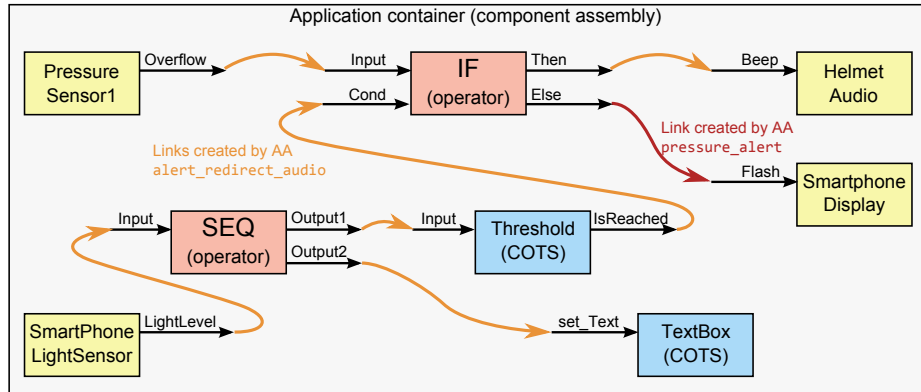 Application container (component assembly)
Pressure
Sensor1
Overflow
Input
Cond
IF
(operator)
Then
Else
Beep
Helmet
Audio
Links created by AA
alert_redirect_audio
Link created by AA
pressure_alert
Flash
Smartphone
Display
Input
SEQ
(operator)
Output1
Output2
Input
Threshold
(COTS)
IsReached
SmartPhone
LightSensor
LightLevel
set_Text
TextBox
(COTS)